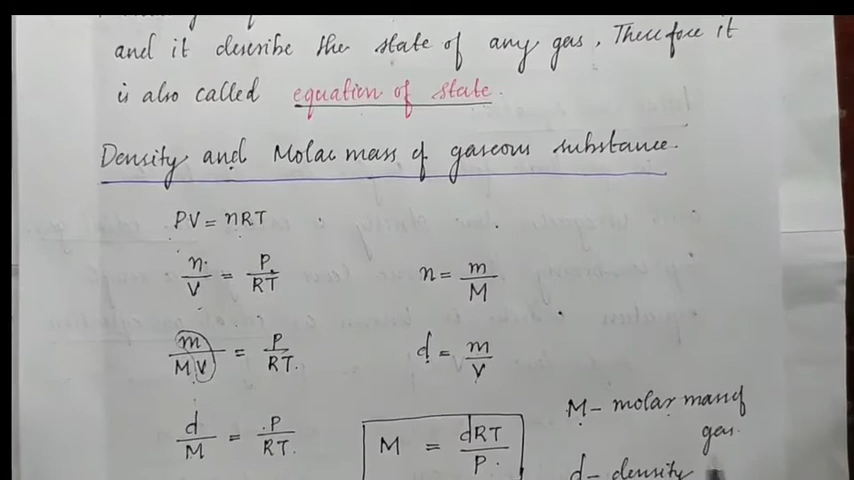 and it describe the state of any gas. Therefore it
is also called equation of state.
Density and Molar mass of gaseous substance.
PV = nRT
n/V = P/RT
n = m/M
m/MV = P/RT.
d = m/V
d/M = P/RT.
M = dRT/P.
M - molar mass of
gas.
d - density